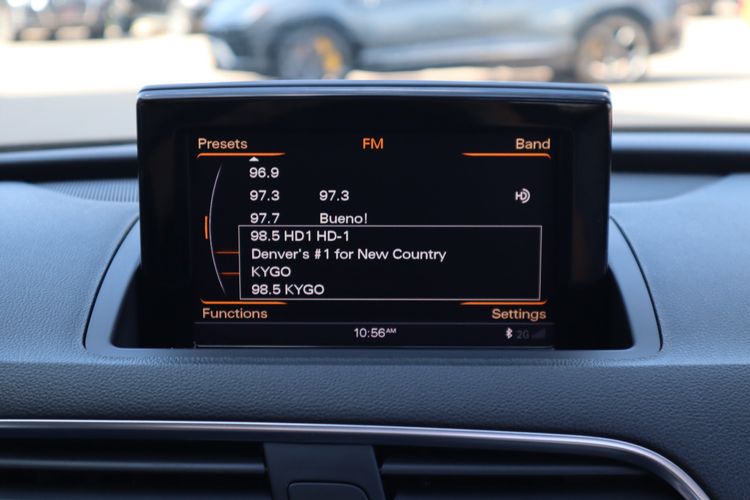 Presets FM Band
96.9
97.3 97.3 HD
97.7 Bueno!
98.5 HD1 HD-1
Denver's #1 for New Country
KYGO
98.5 KYGO
Functions Settings
10:56AM 2G